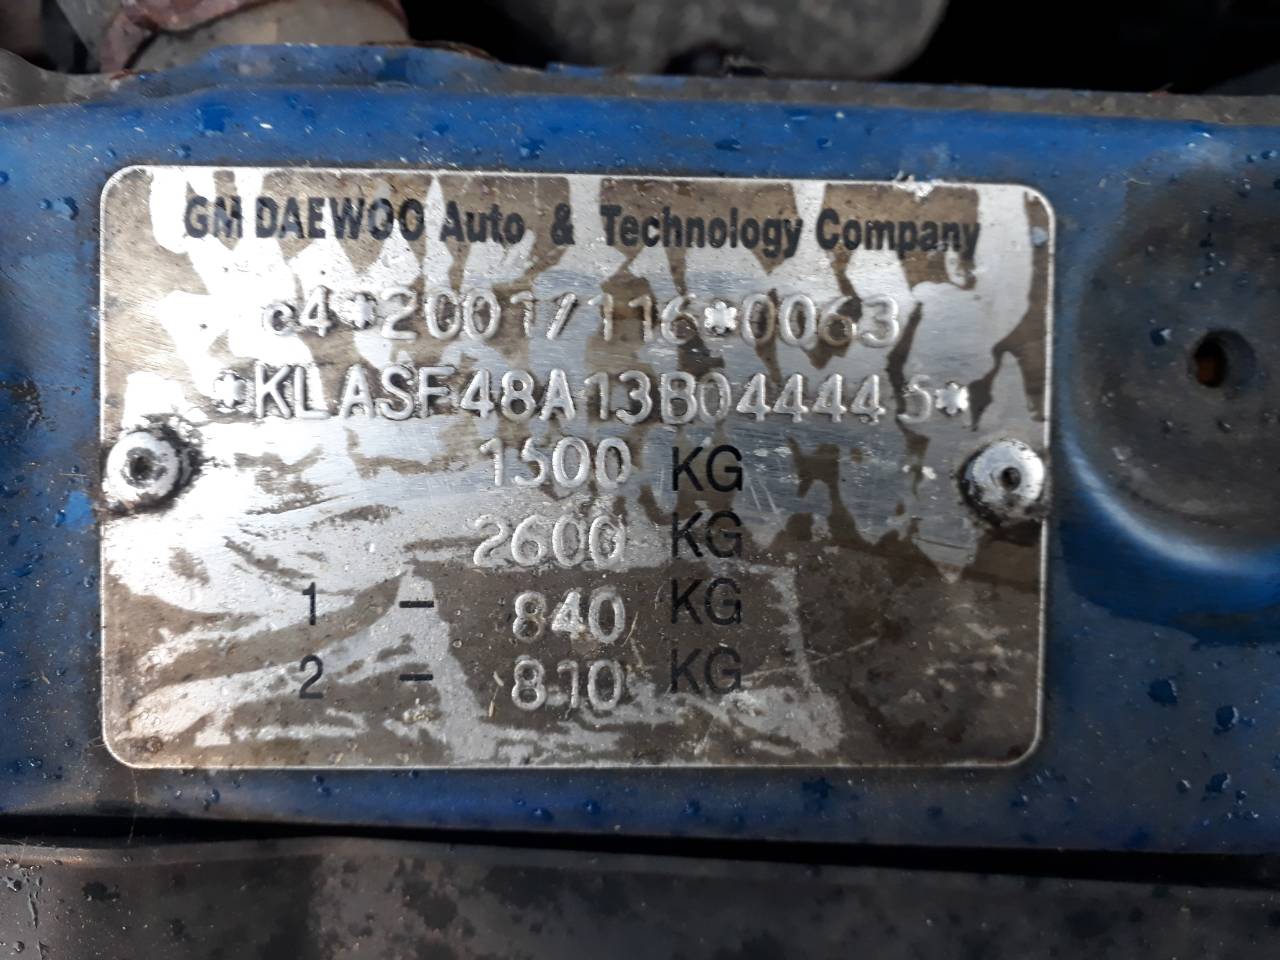 GM DAEWOO Auto & Technology Company
e4*2001/116*0063
*KLASF48A13B044445*
1500 KG
2600 KG
1 - 840 KG
2 - 810 KG